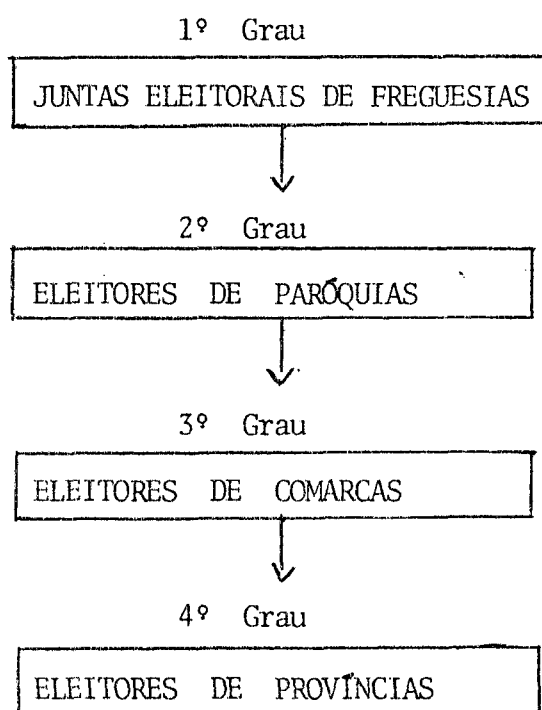 1º Grau
JUNTAS ELEITORAIS DE FREGUESIAS
2º Grau
ELEITORES DE PARÓQUIAS
3º Grau
ELEITORES DE COMARCAS
4º Grau
ELEITORES DE PROVÍNCIAS